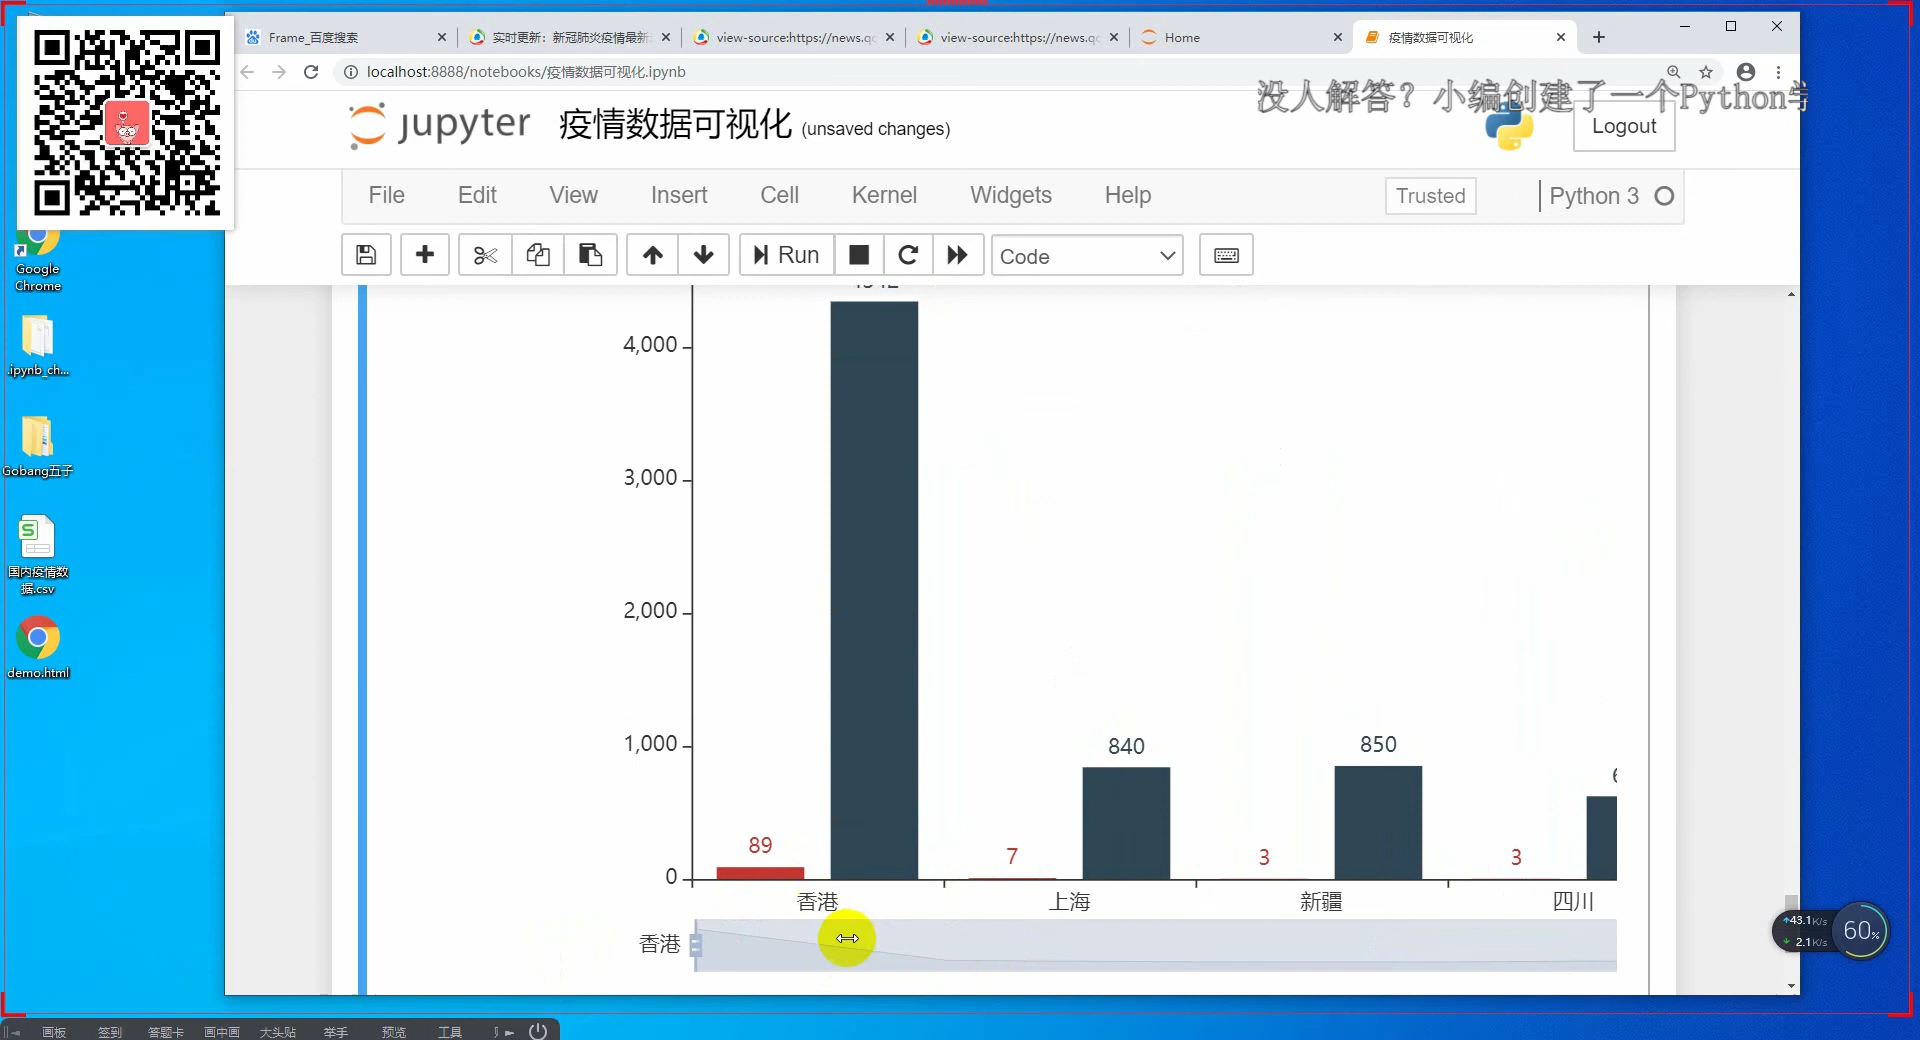 Frame_百度搜索
实时更新：新冠肺炎疫情最新
view-source:https://news.qq
view-source:https://news.qq
Home
疫情数据可视化
localhost:8888/notebooks/疫情数据可视化.ipynb
没人解答？小编创建了一个Python学
jupyter
疫情数据可视化 (unsaved changes)
Logout
File Edit View Insert Cell Kernel Widgets Help
Trusted
Python 3
Run
Code
Google
Chrome
.ipynb_ch...
Gobang五子
国内疫情数
据.csv
demo.html
4,000
3,000
2,000
1,000
0
89
7
840
3
850
3
香港
上海
新疆
四川
香港
43.1K/s
2.1K/s
60%
画板 签到 答题卡 画中画 大头贴 举手 预览 工具